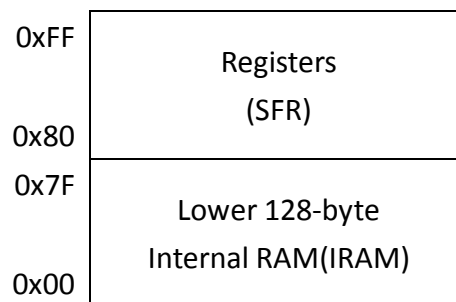 0xFF
Registers
(SFR)
0x80
0x7F
Lower 128-byte
Internal RAM(IRAM)
0x00